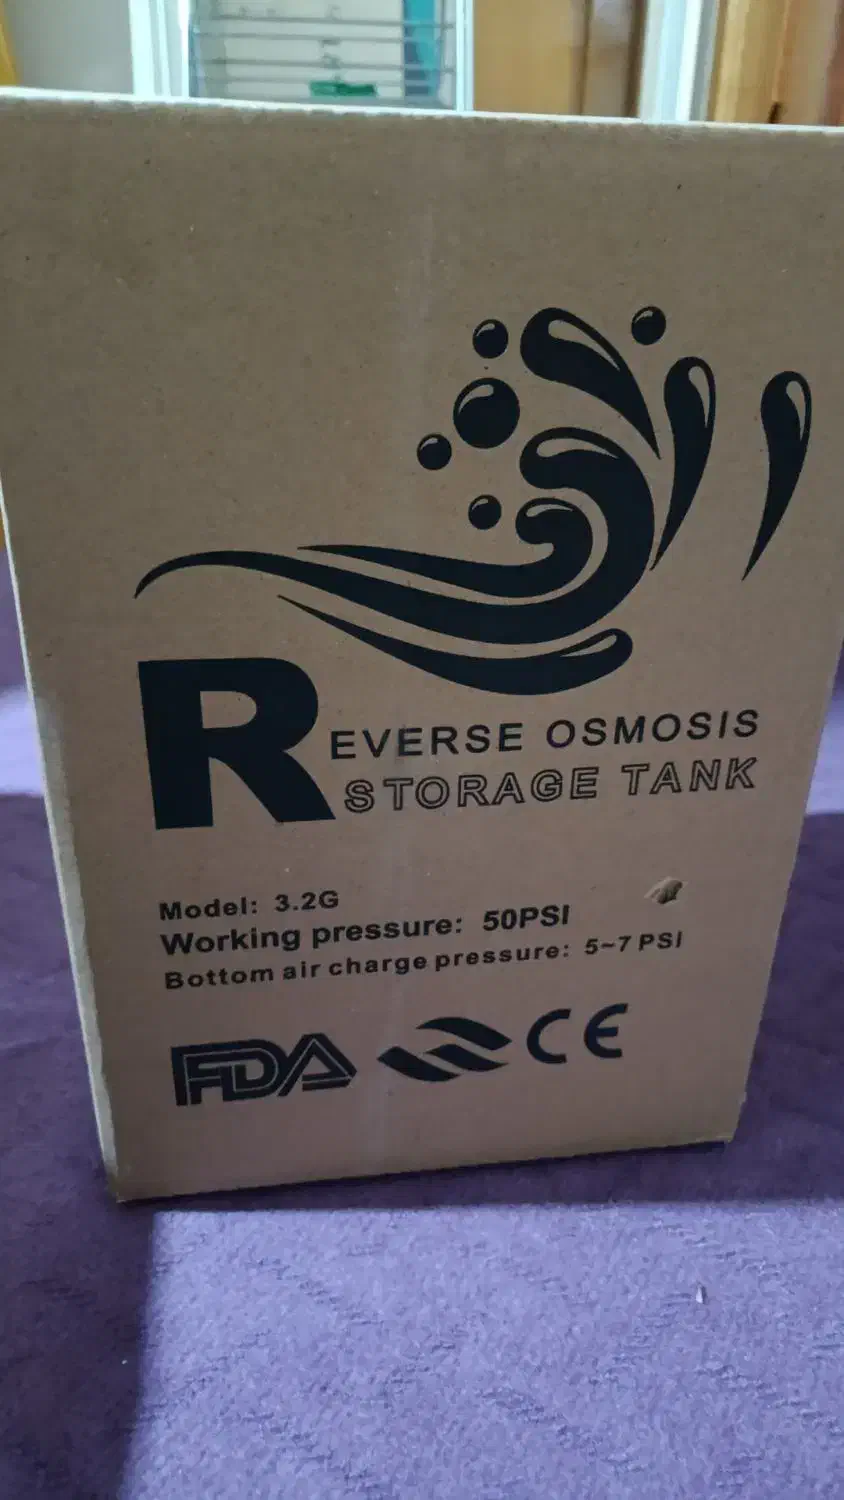 REVERSE OSMOSIS
STORAGE TANK
Model: 3.2G
Working pressure: 50PSI
Bottom air charge pressure: 5~7 PSI
FDA CE